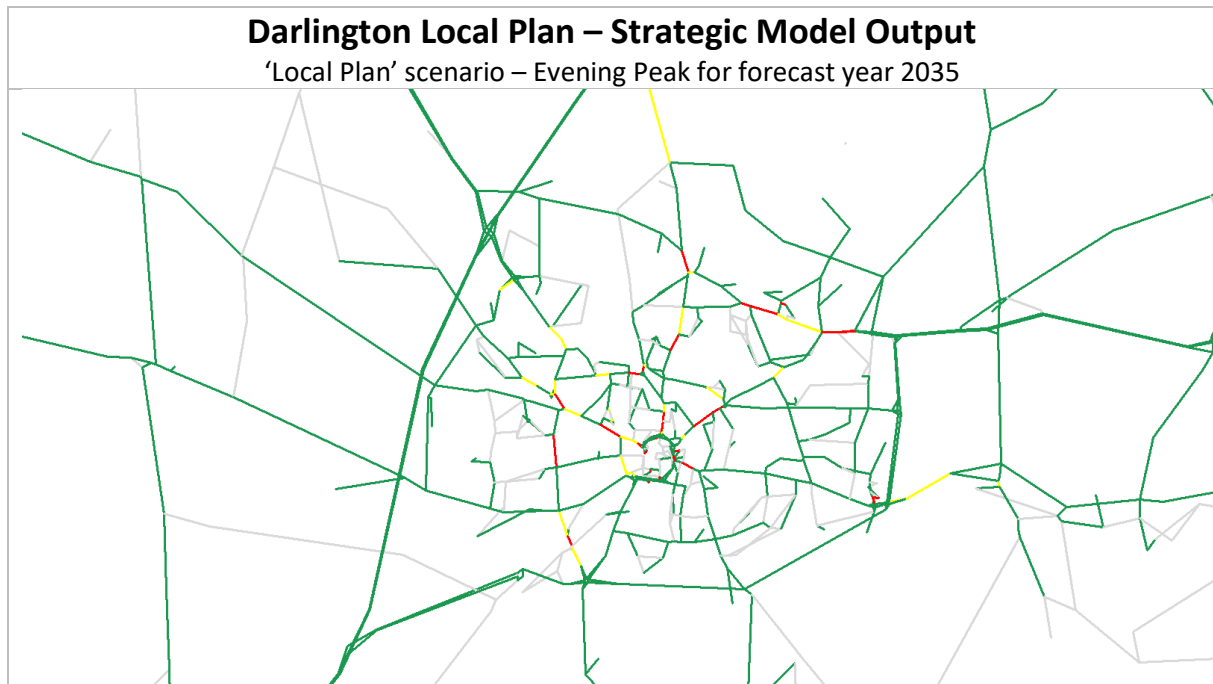 Darlington Local Plan – Strategic Model Output
‘Local Plan’ scenario – Evening Peak for forecast year 2035